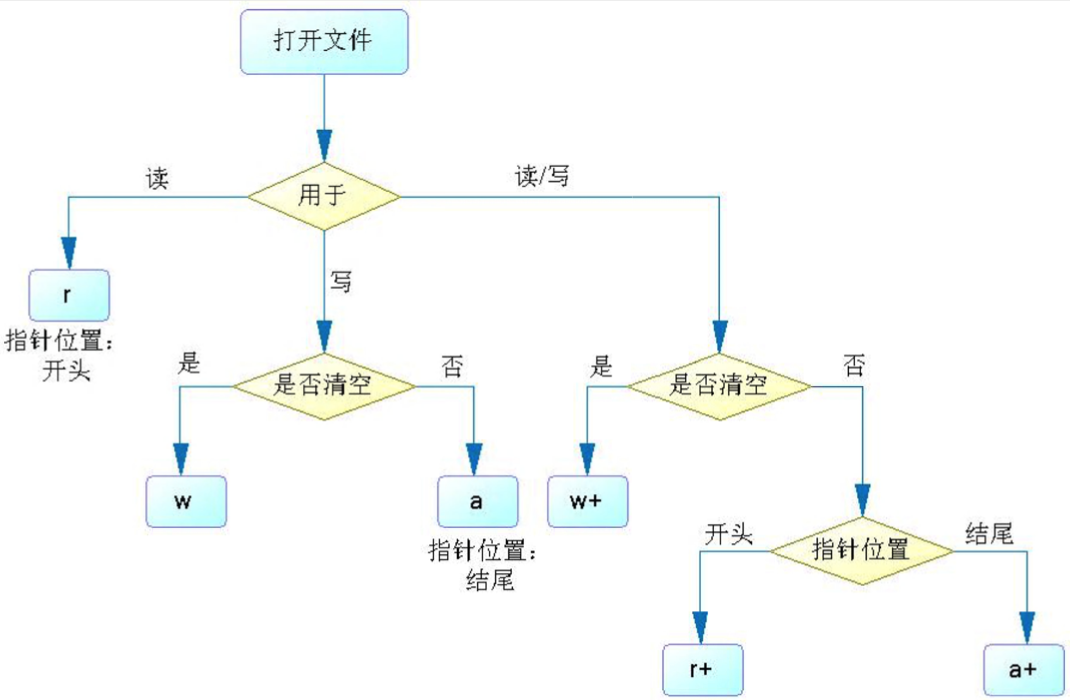 打开文件
用于
读
读/写
写
r
指针位置：
开头
是否清空
是
否
是否清空
是
否
w
a
指针位置：
结尾
w+
指针位置
开头
结尾
r+
a+